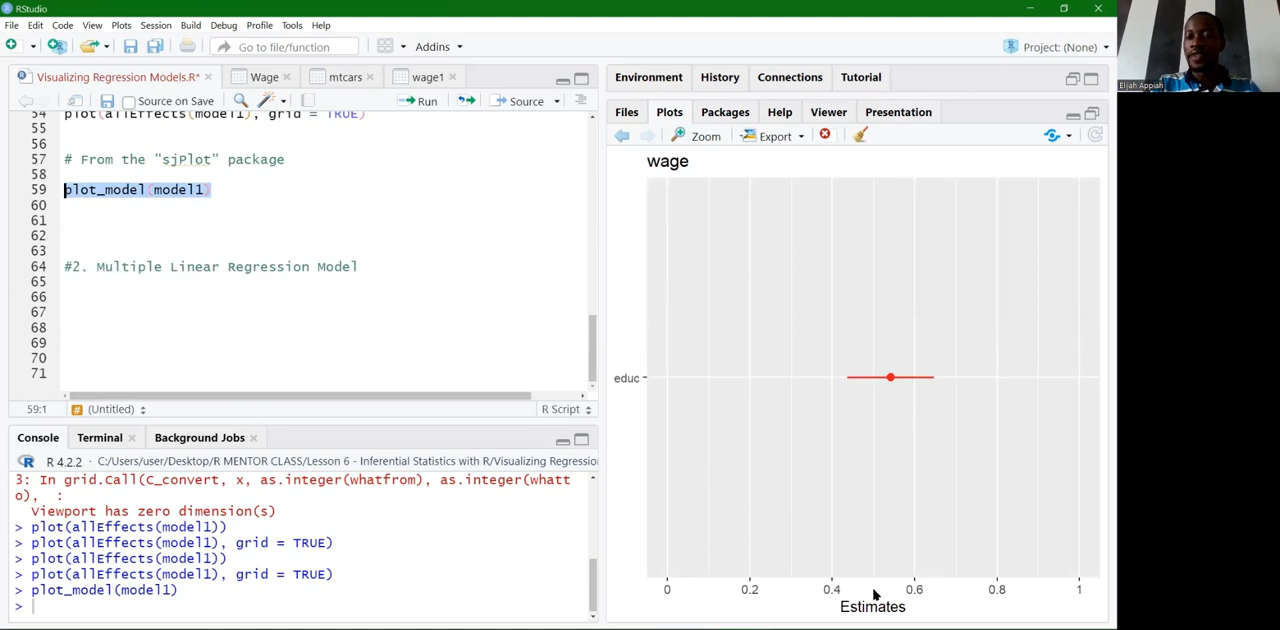 RStudio
File Edit Code View Plots Session Build Debug Profile Tools Help
Go to file/function Addins Project: (None)
Visualizing Regression Models.R* Wage mtcars wage1
Source on Save Run Source
54 plot(allEffects(model1), grid = TRUE)
55
56
57 # From the "sjPlot" package
58
59 plot_model(model1)
60
61
62
63
64 #2. Multiple Linear Regression Model
65
66
67
68
69
70
71
59:1 (Untitled) R Script
Console Terminal Background Jobs
R 4.2.2 · C:/Users/user/Desktop/R MENTOR CLASS/Lesson 6 - Inferential Statistics with R/Visualizing Regressio
3: In grid.Call(C_convert, x, as.integer(whatfrom), as.integer(whatt
o), :
Viewport has zero dimension(s)
> plot(allEffects(model1))
> plot(allEffects(model1), grid = TRUE)
> plot(allEffects(model1))
> plot(allEffects(model1), grid = TRUE)
> plot_model(model1)
>
Environment History Connections Tutorial
Files Plots Packages Help Viewer Presentation
Zoom Export
wage
educ
0 0.2 0.4 0.6 0.8 1
Estimates
Elijah Appiah